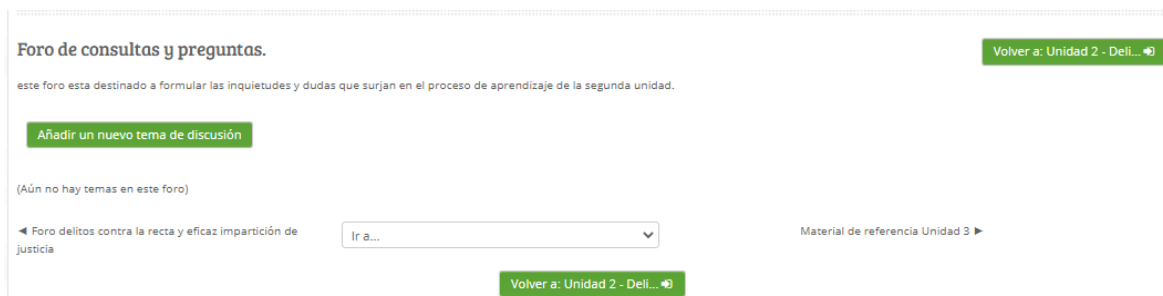 Foro de consultas y preguntas.
Volver a: Unidad 2 - Deli...
este foro esta destinado a formular las inquietudes y dudas que surjan en el proceso de aprendizaje de la segunda unidad.
Añadir un nuevo tema de discusión
(Aún no hay temas en este foro)
◄ Foro delitos contra la recta y eficaz impartición de
justicia
Ir a...
Material de referencia Unidad 3 ►
Volver a: Unidad 2 - Deli...